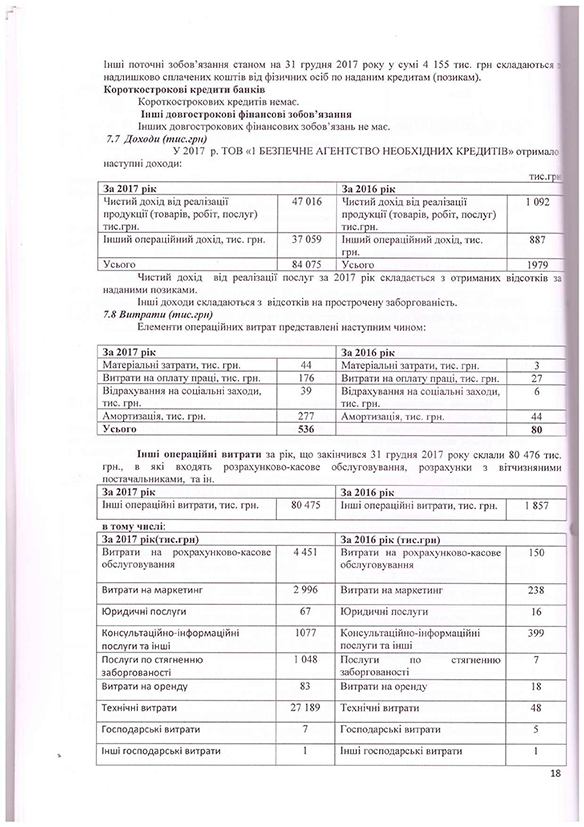 Інші поточні зобов’язання станом на 31 грудня 2017 року у сумі 4 155 тис. грн складаються з
надлишково сплачених коштів від фізичних осіб по наданим кредитам (позикам).
Короткострокові кредити банків
Короткострокових кредитів немає.
Інші довгострокові фінансові зобов’язання
Інших довгострокових фінансових зобов’язань не має.
7.7 Доходи (тис.грн)
У 2017 р. ТОВ «1 БЕЗПЕЧНЕ АГЕНТСТВО НЕОБХІДНИХ КРЕДИТІВ» отримало
наступні доходи:
тис.грн
За 2017 рік За 2016 рік
Чистий дохід від реалізації 47 016 Чистий дохід від реалізації 1 092
продукції (товарів, робіт, послуг) продукції (товарів, робіт, послуг)
тис.грн. тис.грн.
Інший операційний дохід, тис. грн. 37 059 Інший операційний дохід, тис. 887
грн.
Усього 84 075 Усього 1979
Чистий дохід від реалізації послуг за 2017 рік складається з отриманих відсотків за
наданими позиками.
Інші доходи складаються з відсотків на прострочену заборгованість.
7.8 Витрати (тис.грн)
Елементи операційних витрат представлені наступним чином:
За 2017 рік За 2016 рік
Матеріальні затрати, тис. грн. 44 Матеріальні затрати, тис. грн. 3
Витрати на оплату праці, тис. грн. 176 Витрати на оплату праці, тис. грн. 27
Відрахування на соціальні заходи, 39 Відрахування на соціальні заходи, 6
тис. грн. тис. грн.
Амортизація, тис. грн. 277 Амортизація, тис. грн. 44
Усього 536 80
Інші операційні витрати за рік, що закінчився 31 грудня 2017 року склали 80 476 тис.
грн., в які входять розрахунково-касове обслуговування, розрахунки з вітчизняними
постачальниками, та ін.
За 2017 рік За 2016 рік
Інші операційні витрати, тис. грн. 80 475 Інші операційні витрати, тис. грн. 1 857
в тому числі:
За 2017 рік(тис.грн) За 2016 рік (тис.грн)
Витрати на рохрахунково-касове 4 451 Витрати на рохрахунково-касове 150
обслуговування обслуговування
Витрати на маркетинг 2 996 Витрати на маркетинг 238
Юридичні послуги 67 Юридичні послуги 16
Консультаційно-інформаційні 1077 Консультаційно-інформаційні 399
послуги та інші послуги та інші
Послуги по стягненню 1 048 Послуги по стягненню 7
заборгованості заборгованості
Витрати на оренду 83 Витрати на оренду 18
Технічні витрати 27 189 Технічні витрати 48
Господарські витрати 7 Господарські витрати 5
Інші господарські витрати 1 Інші господарські витрати 1
18